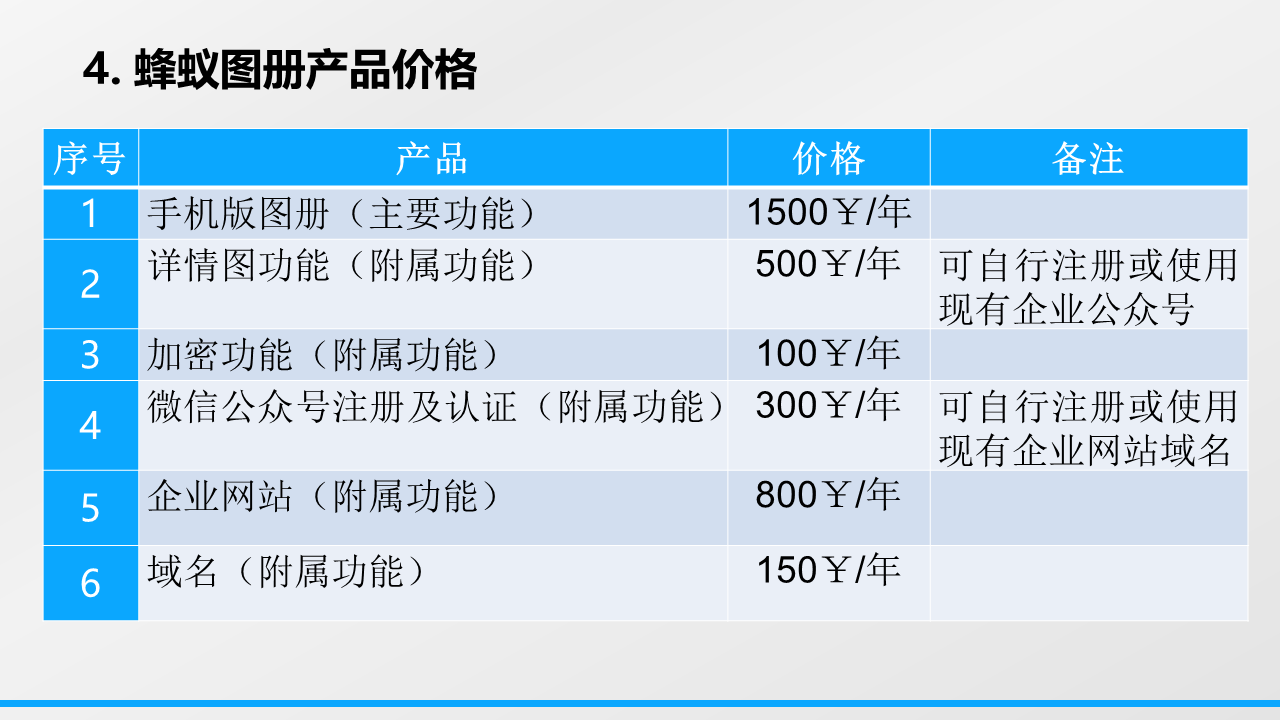 4. 蜂蚁图册产品价格
序号 产品 价格 备注
1 手机版图册（主要功能） 1500￥/年
2 详情图功能（附属功能） 500￥/年 可自行注册或使用
现有企业公众号
3 加密功能（附属功能） 100￥/年
4 微信公众号注册及认证（附属功能） 300￥/年 可自行注册或使用
现有企业网站域名
5 企业网站（附属功能） 800￥/年
6 域名（附属功能） 150￥/年